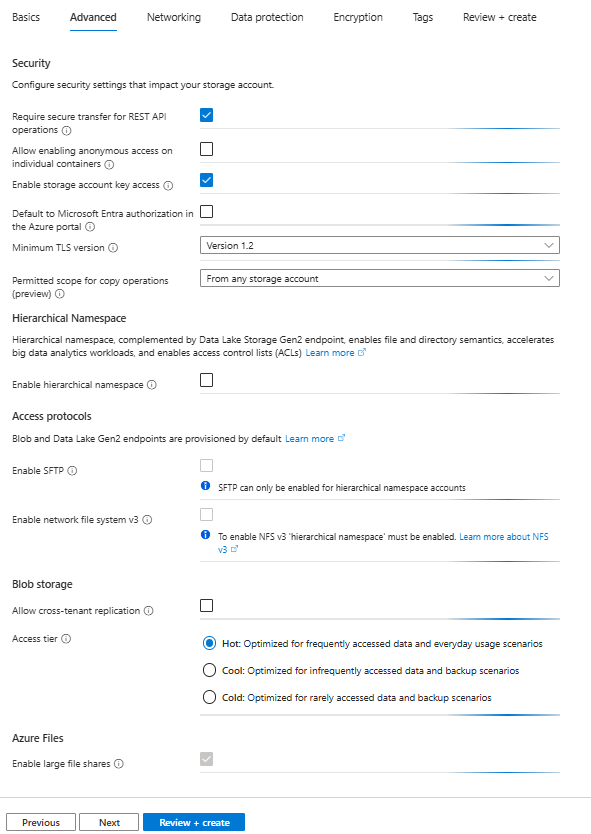 Basics Advanced Networking Data protection Encryption Tags Review + create
Security
Configure security settings that impact your storage account.
Require secure transfer for REST API
operations
Allow enabling anonymous access on
individual containers
Enable storage account key access
Default to Microsoft Entra authorization in
the Azure portal
Minimum TLS version
Version 1.2
Permitted scope for copy operations
(preview)
From any storage account
Hierarchical Namespace
Hierarchical namespace, complemented by Data Lake Storage Gen2 endpoint, enables file and directory semantics, accelerates
big data analytics workloads, and enables access control lists (ACLs) Learn more
Enable hierarchical namespace
Access protocols
Blob and Data Lake Gen2 endpoints are provisioned by default Learn more
Enable SFTP
SFTP can only be enabled for hierarchical namespace accounts
Enable network file system v3
To enable NFS v3 'hierarchical namespace' must be enabled. Learn more about NFS
v3
Blob storage
Allow cross-tenant replication
Access tier
Hot: Optimized for frequently accessed data and everyday usage scenarios
Cool: Optimized for infrequently accessed data and backup scenarios
Cold: Optimized for rarely accessed data and backup scenarios
Azure Files
Enable large file shares
Previous Next Review + create